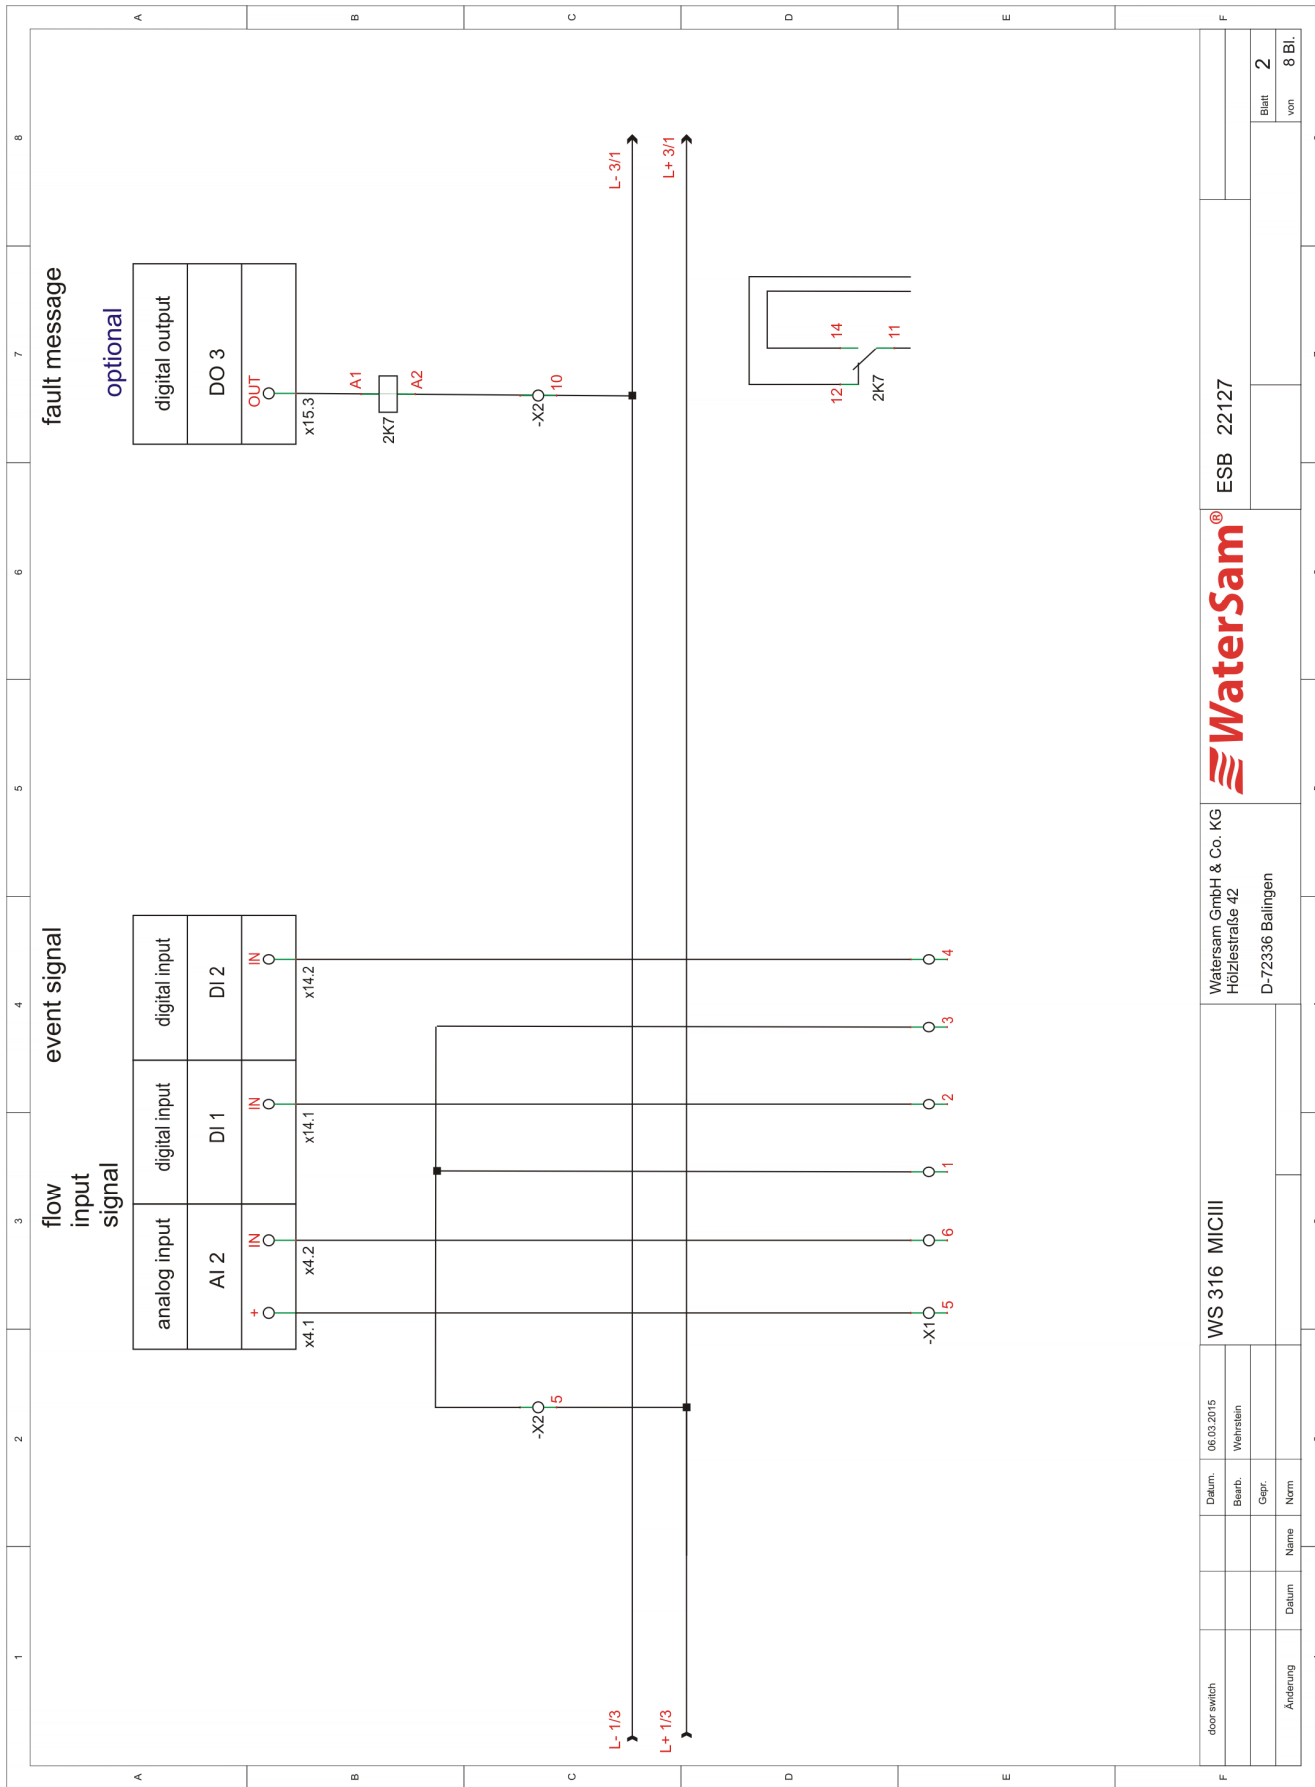 1
2
3
4
5
6
7
8
A
A
B
B
C
C
D
D
E
E
F
F
flow
input
signal
event signal
fault message
optional
analog input
digital input
digital input
digital output
AI 2
DI 1
DI 2
DO 3
+
IN
IN
IN
OUT
x4.1
x4.2
x14.1
x14.2
x15.3
A1
2K7
A2
-X2
5
-X2
10
L- 1/3
L- 3/1
L+ 1/3
L+ 3/1
12
14
11
2K7
-X1
5
6
1
2
3
4
door switch
Änderung
Datum
Name
Datum.
06.03.2015
Bearb.
Wehrstein
Gepr.
Norm
WS 316 MICIII
Watersam GmbH & Co. KG
Hölzlestraße 42
D-72336 Balingen
WaterSam®
ESB 22127
Blatt
2
von
8 Bl.